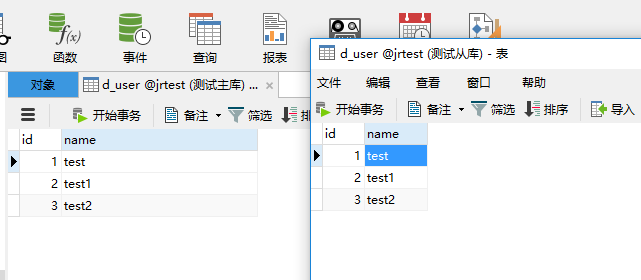 图 函数 事件 查询 报表
对象 d_user @jrtest (测试主库) ...
开始事务 备注 筛选 排
id name
1 test
2 test1
3 test2
d_user @jrtest (测试从库) - 表
文件 编辑 查看 窗口 帮助
开始事务 备注 筛选 排序 导入
id name
1 test
2 test1
3 test2